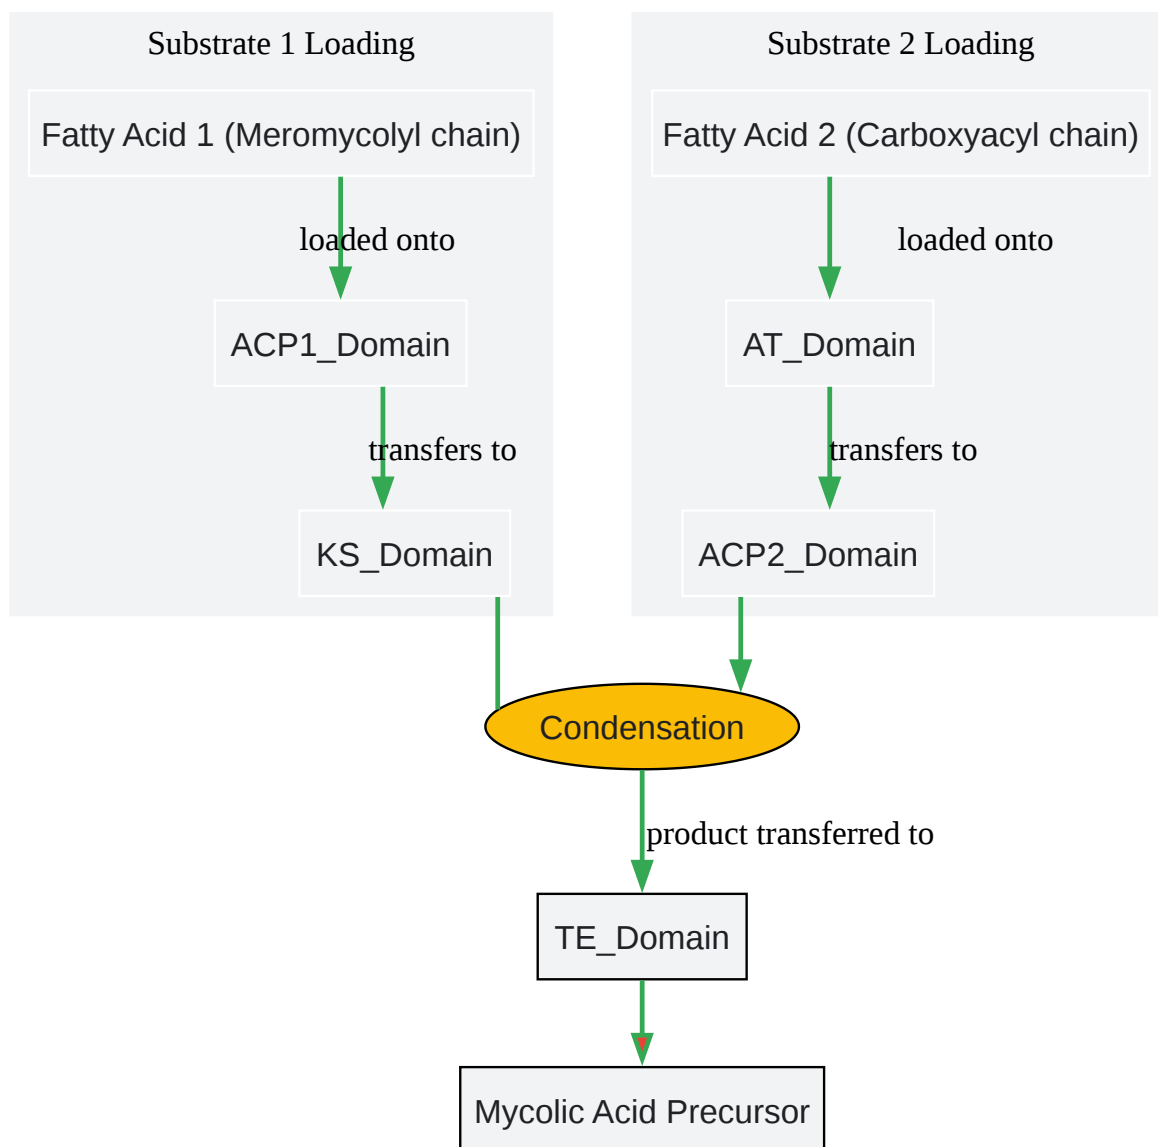 Substrate 1 Loading
Fatty Acid 1 (Meromycolyl chain)
loaded onto
ACP1_Domain
transfers to
KS_Domain
Substrate 2 Loading
Fatty Acid 2 (Carboxyacyl chain)
loaded onto
AT_Domain
transfers to
ACP2_Domain
Condensation
product transferred to
TE_Domain
Mycolic Acid Precursor